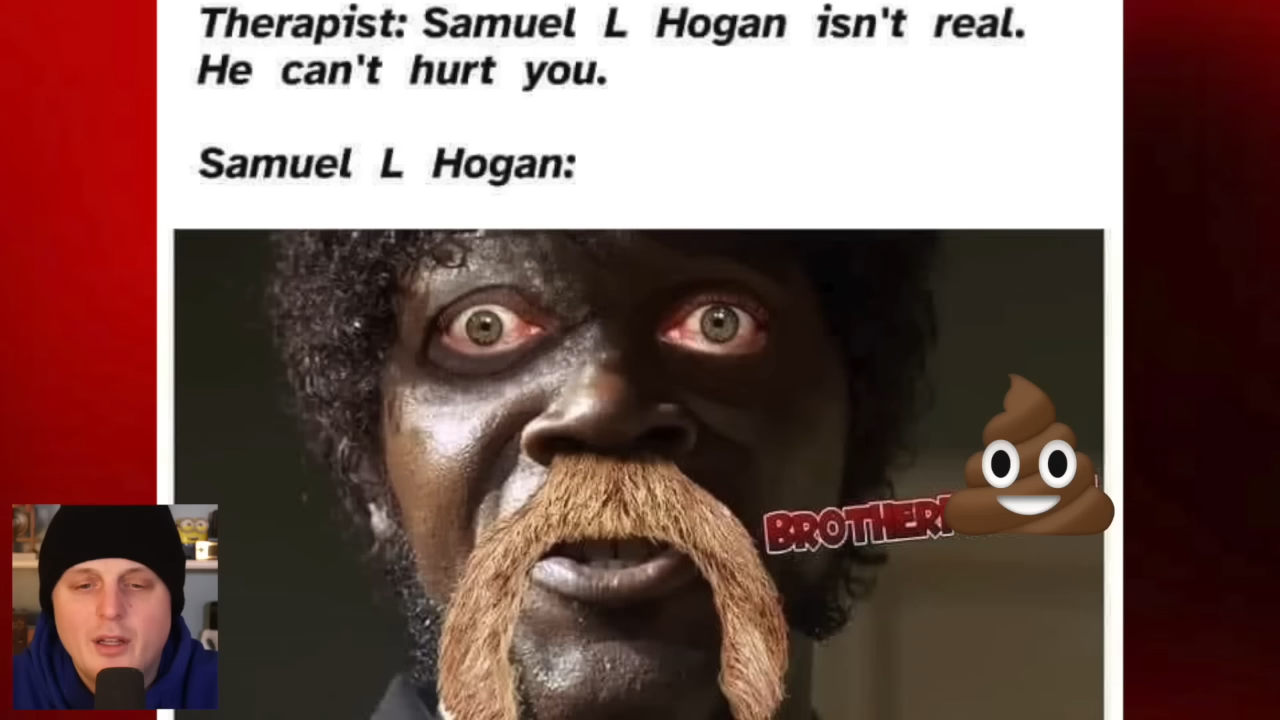 Therapist: Samuel L Hogan isn't real.
He can't hurt you.
Samuel L Hogan:
BROTHER